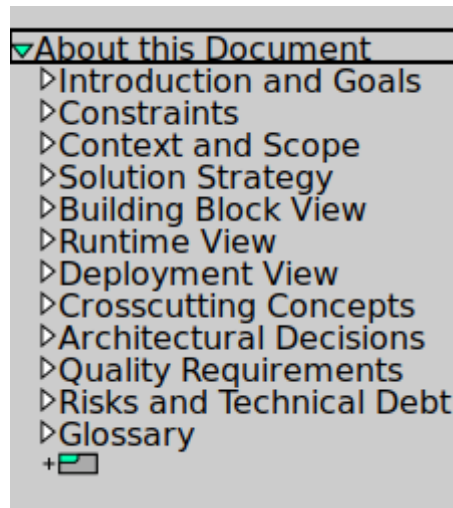 About this Document
Introduction and Goals
Constraints
Context and Scope
Solution Strategy
Building Block View
Runtime View
Deployment View
Crosscutting Concepts
Architectural Decisions
Quality Requirements
Risks and Technical Debt
Glossary
+